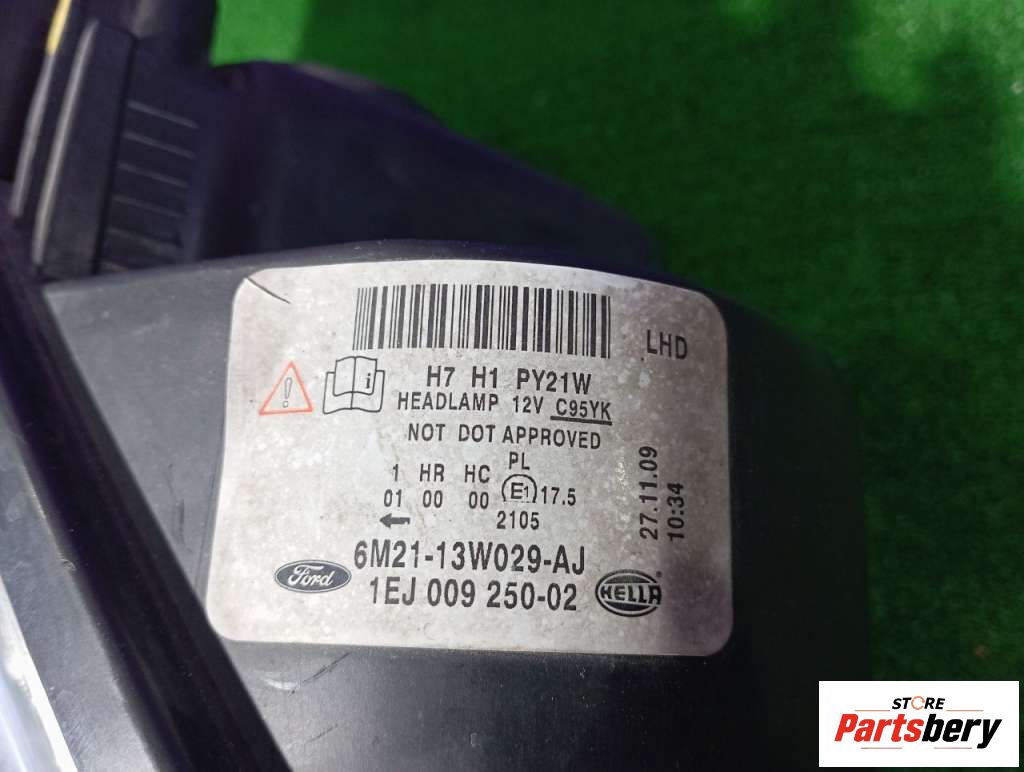 LHD
H7 H1 PY21W
HEADLAMP 12V C95YK
NOT DOT APPROVED
PL
1 HR HC
01 00 00 E1 17.5
2105
27.11.09
10:34
6M21-13W029-AJ
Ford
1EJ 009 250-02
HELLA
STORE
Partsbery